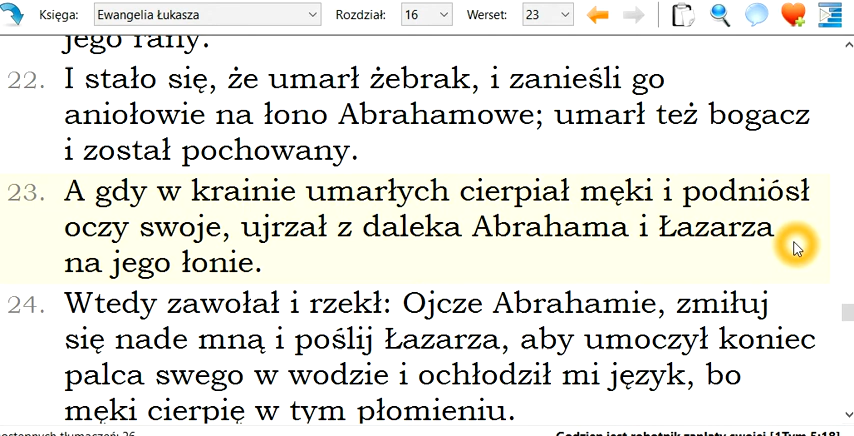 Księga: Ewangelia Łukasza Rozdział: 16 Werset: 23
jego rany.
22. I stało się, że umarł żebrak, i zanieśli go
aniołowie na łono Abrahamowe; umarł też bogacz
i został pochowany.
23. A gdy w krainie umarłych cierpiał męki i podniósł
oczy swoje, ujrzał z daleka Abrahama i Łazarza
na jego łonie.
24. Wtedy zawołał i rzekł: Ojcze Abrahamie, zmiłuj
się nade mną i poślij Łazarza, aby umoczył koniec
palca swego w wodzie i ochłodził mi język, bo
męki cierpię w tym płomieniu.
tłumaczeń: 26 Godzien jest robotnik zapłaty swojej [1Tym 5:18]